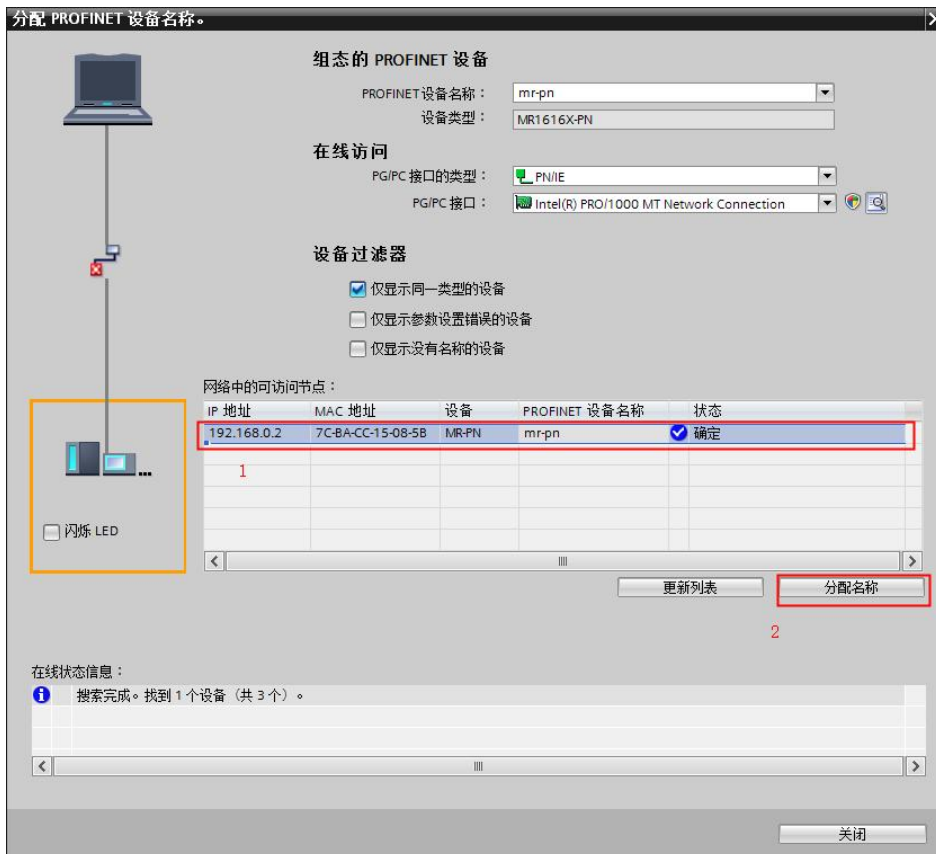 分配 PROFINET 设备名称。
组态的 PROFINET 设备
PROFINET设备名称： mr-pn
设备类型： MR1616X-PN
在线访问
PG/PC 接口的类型： PN/IE
PG/PC 接口： Intel(R) PRO/1000 MT Network Connection
设备过滤器
仅显示同一类型的设备
仅显示参数设置错误的设备
仅显示没有名称的设备
网络中的可访问节点：
IP 地址 MAC 地址 设备 PROFINET 设备名称 状态
192.168.0.2 7C-BA-CC-15-08-5B MR-PN mr-pn 确定
1
闪烁 LED
更新列表 分配名称
2
在线状态信息：
搜索完成。找到 1 个设备（共 3 个）。
关闭